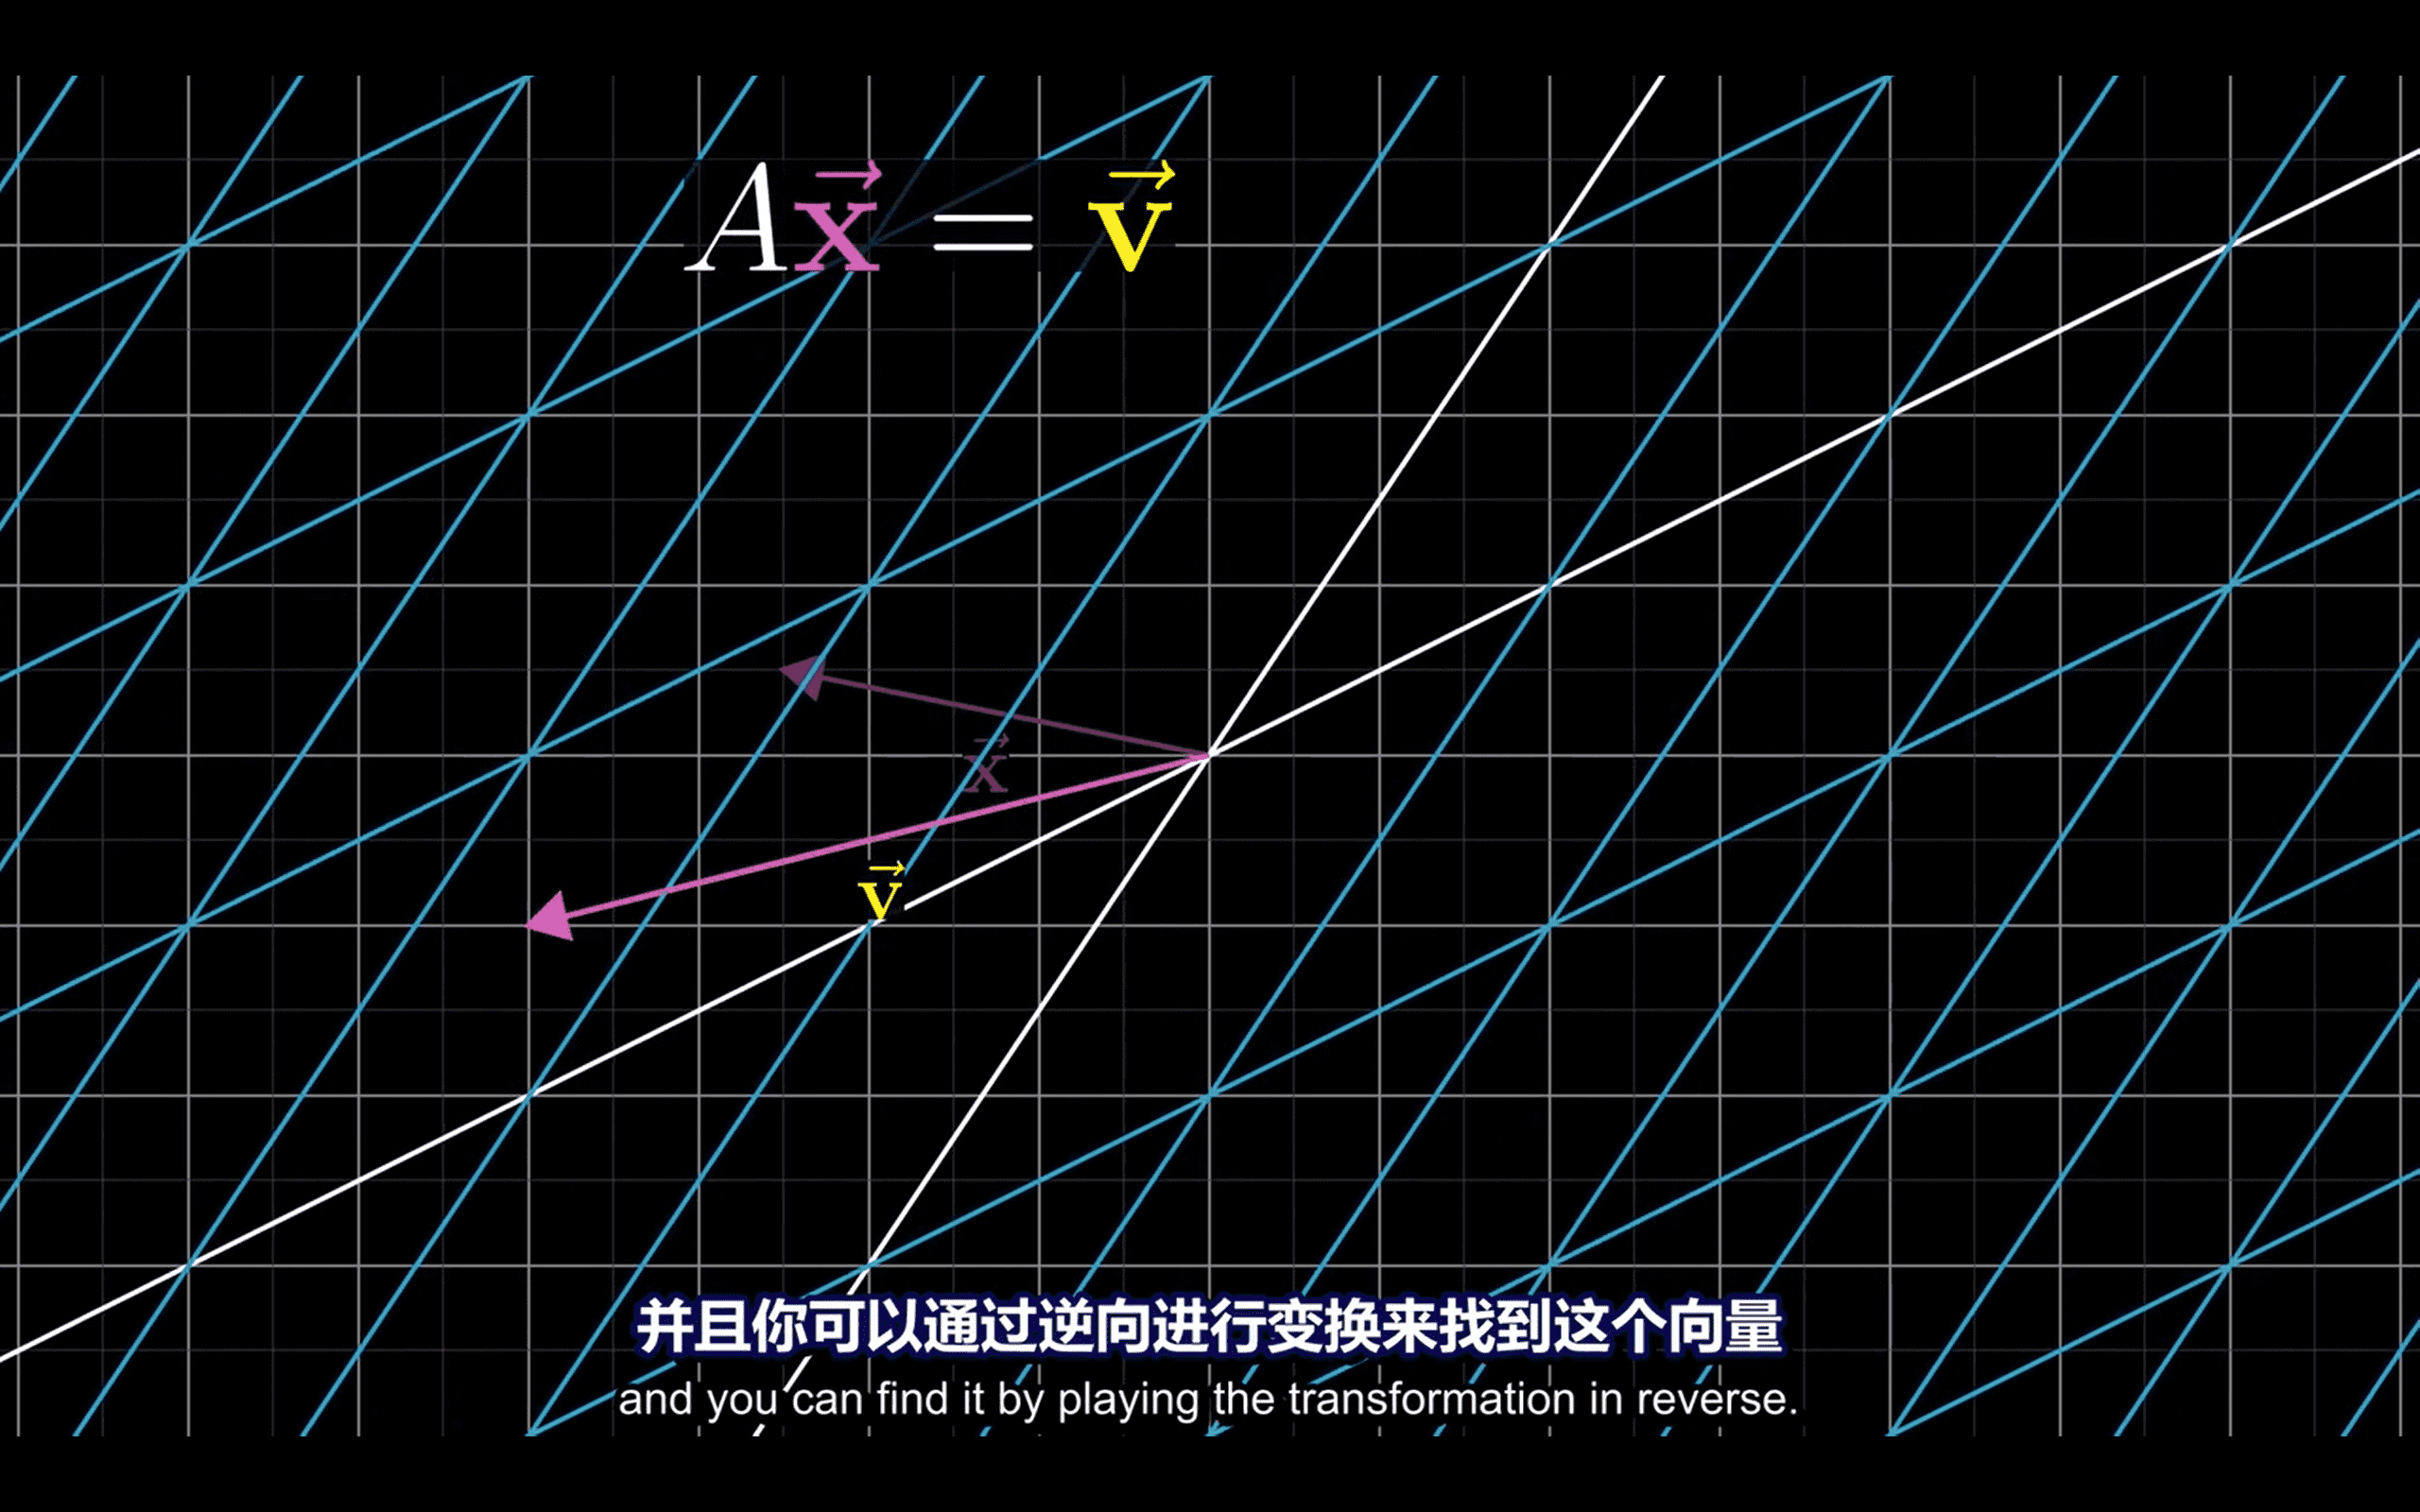 Ax⃗ = v⃗
x⃗
v⃗
并且你可以通过逆向进行变换来找到这个向量
and you can find it by playing the transformation in reverse.